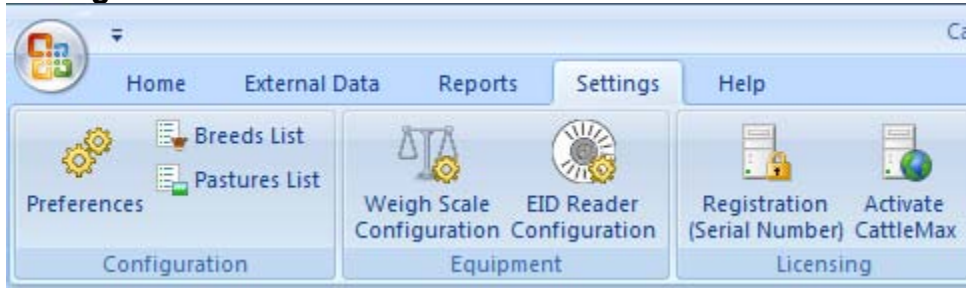 Ca
Home External Data Reports Settings Help
Breeds List
Pastures List
Preferences
Weigh Scale
Configuration
EID Reader
Configuration
Registration
(Serial Number)
Activate
CattleMax
Configuration Equipment Licensing